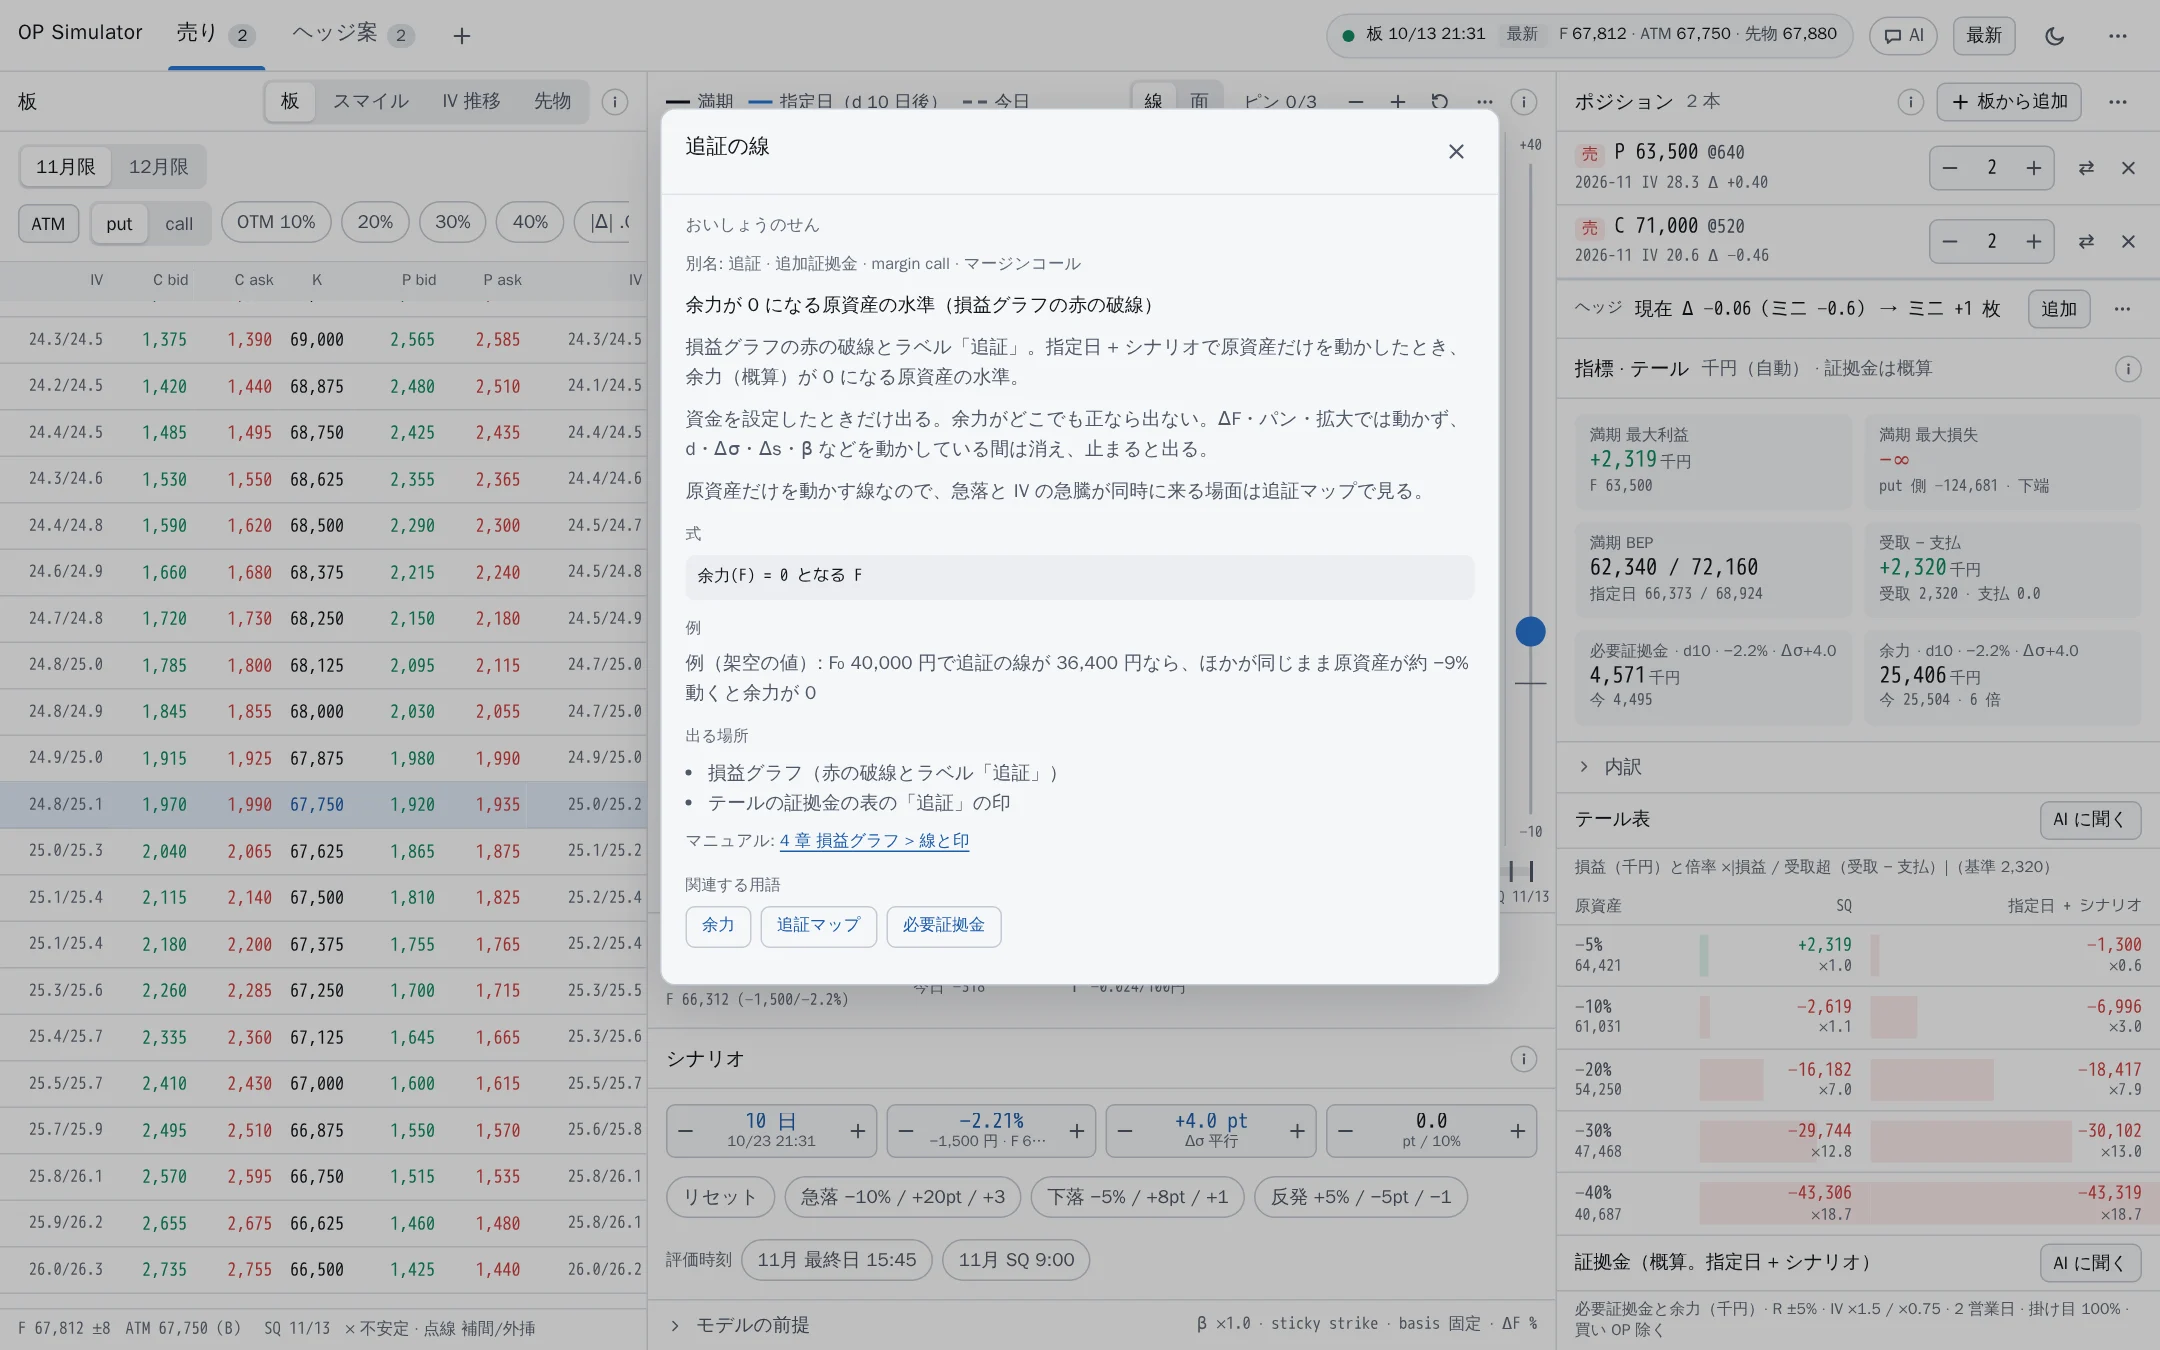 OP Simulator
売り 2
ヘッジ案 2
+
板 10/13 21:31 最新 F 67,812 · ATM 67,750 · 先物 67,880
AI
最新
板
板 スマイル IV 推移 先物
11月限 12月限
ATM put call OTM 10% 20% 30% 40%
IV C bid C ask K P bid P ask IV
24.3/24.5 1,375 1,390 69,000 2,565 2,585 24.3/24.5
24.2/24.5 1,420 1,440 68,875 2,480 2,510 24.1/24.5
24.4/24.5 1,485 1,495 68,750 2,425 2,435 24.4/24.5
24.3/24.6 1,530 1,550 68,625 2,355 2,365 24.4/24.6
24.4/24.8 1,590 1,620 68,500 2,290 2,300 24.5/24.7
24.6/24.9 1,660 1,680 68,375 2,215 2,240 24.5/24.8
24.7/24.8 1,720 1,730 68,250 2,150 2,180 24.5/24.9
24.8/25.0 1,785 1,800 68,125 2,095 2,115 24.7/25.0
24.8/24.9 1,845 1,855 68,000 2,030 2,055 24.7/25.0
24.9/25.0 1,915 1,925 67,875 1,980 1,990 24.9/25.0
24.8/25.1 1,970 1,990 67,750 1,920 1,935 25.0/25.2
25.0/25.3 2,040 2,065 67,625 1,865 1,875 25.1/25.2
25.1/25.4 2,115 2,140 67,500 1,810 1,825 25.2/25.4
25.1/25.4 2,180 2,200 67,375 1,755 1,765 25.2/25.4
25.3/25.6 2,260 2,285 67,250 1,700 1,715 25.3/25.5
25.4/25.7 2,335 2,360 67,125 1,645 1,665 25.3/25.6
25.5/25.7 2,410 2,430 67,000 1,600 1,615 25.5/25.7
25.7/25.9 2,495 2,510 66,875 1,550 1,570 25.6/25.8
25.8/26.1 2,570 2,595 66,750 1,515 1,535 25.8/26.1
25.9/26.2 2,655 2,675 66,625 1,460 1,480 25.8/26.1
26.0/26.3 2,735 2,755 66,500 1,425 1,440 26.0/26.2
F 67,812 ±8 ATM 67,750 (B) SQ 11/13 × 不安定 · 点線 補間/外挿
満期 指定日（d 10 日後） 今日
線 面 ピン 0/3
+40
−10
11/13
追証の線
おいしょうのせん
別名: 追証 · 追加証拠金 · margin call · マージンコール
余力が 0 になる原資産の水準（損益グラフの赤の破線）
損益グラフの赤の破線とラベル「追証」。指定日 + シナリオで原資産だけを動かしたとき、
余力（概算）が 0 になる原資産の水準。
資金を設定したときだけ出る。余力がどこでも正なら出ない。ΔF・パン・拡大では動かず、
d・Δσ・Δs・β などを動かしている間は消え、止まると出る。
原資産だけを動かす線なので、急落と IV の急騰が同時に来る場面は追証マップで見る。
式
余力(F) = 0 となる F
例
例（架空の値）: F₀ 40,000 円で追証の線が 36,400 円なら、ほかが同じまま原資産が約 −9%
動くと余力が 0
出る場所
• 損益グラフ（赤の破線とラベル「追証」）
• テールの証拠金の表の「追証」の印
マニュアル: 4 章 損益グラフ > 線と印
関連する用語
余力 追証マップ 必要証拠金
F 66,312 (−1,500/−2.2%)
シナリオ
10 日
10/23 21:31
−2.21%
−1,500 円 · F 6…
+4.0 pt
Δσ 平行
0.0
pt / 10%
リセット 急落 −10% / +20pt / +3 下落 −5% / +8pt / +1 反発 +5% / −5pt / −1
評価時刻 11月 最終日 15:45 11月 SQ 9:00
モデルの前提 β ×1.0 · sticky strike · basis 固定 · ΔF %
ポジション 2 本
+ 板から追加
売 P 63,500 @640
2026-11 IV 28.3 Δ +0.40
2
売 C 71,000 @520
2026-11 IV 20.6 Δ −0.46
2
ヘッジ 現在 Δ −0.06 (ミニ −0.6) → ミニ +1 枚 追加
指標 · テール 千円（自動） · 証拠金は概算
満期 最大利益
+2,319 千円
F 63,500
満期 最大損失
−∞
put 側 −124,681 · 下端
満期 BEP
62,340 / 72,160
指定日 66,373 / 68,924
受取 − 支払
+2,320 千円
受取 2,320 · 支払 0.0
必要証拠金 · d10 · −2.2% · Δσ+4.0
4,571 千円
今 4,495
余力 · d10 · −2.2% · Δσ+4.0
25,406 千円
今 25,504 · 6 倍
内訳
テール表 AI に聞く
損益（千円）と倍率 ×|損益 / 受取超（受取 − 支払）|（基準 2,320）
原資産 SQ 指定日 + シナリオ
−5% +2,319 −1,300
64,421 ×1.0 ×0.6
−10% −2,619 −6,996
61,031 ×1.1 ×3.0
−20% −16,182 −18,417
54,250 ×7.0 ×7.9
−30% −29,744 −30,102
47,468 ×12.8 ×13.0
−40% −43,306 −43,319
40,687 ×18.7 ×18.7
証拠金（概算。指定日 + シナリオ） AI に聞く
必要証拠金と余力（千円）· R ±5% · IV ×1.5 / ×0.75 · 2 営業日 · 掛け目 100% ·
買い OP 除く